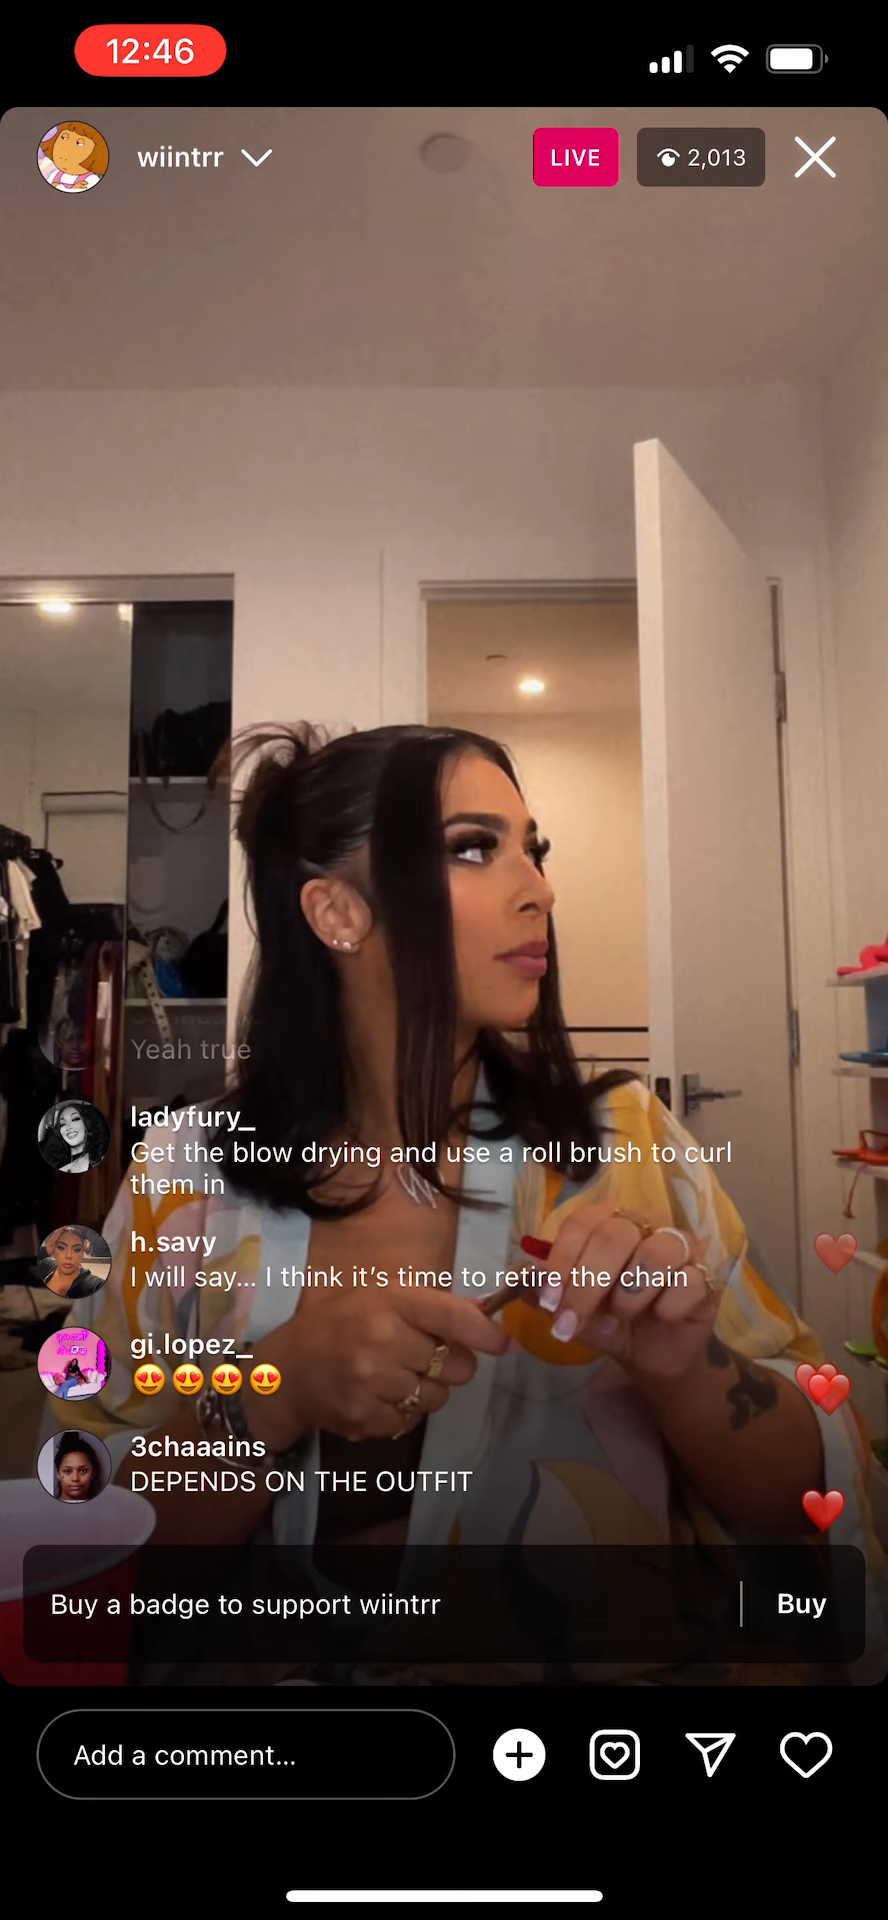 12:46
wiintrr
LIVE
2,013
Yeah true
ladyfury_
Get the blow drying and use a roll brush to curl
them in
h.savy
I will say... I think it's time to retire the chain
gi.lopez_
😍😍😍😍
3chaaains
DEPENDS ON THE OUTFIT
Buy a badge to support wiintrr
Buy
Add a comment...